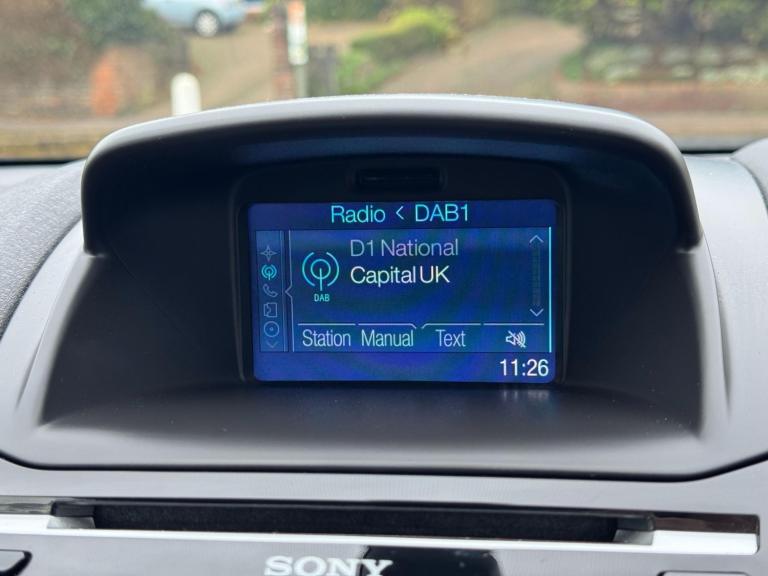 Radio < DAB1
D1 National
Capital UK
DAB
Station Manual Text
11:26
SONY